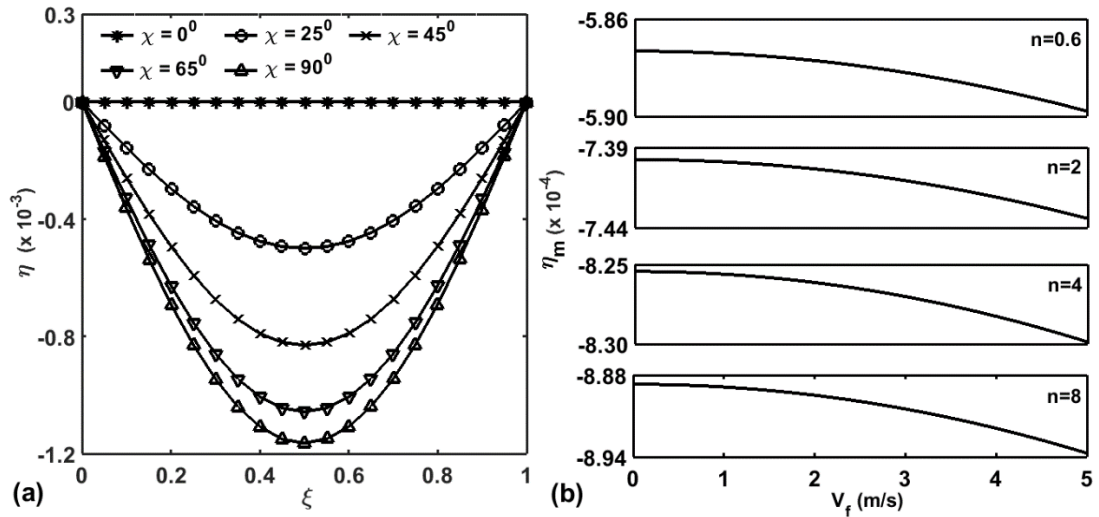 0.3
χ = 0⁰ χ = 25⁰ χ = 45⁰
χ = 65⁰ χ = 90⁰
0
-0.4
-0.8
-1.2
η (x 10⁻³)
0 0.2 0.4 0.6 0.8 1
ξ
(a)
-5.86
n=0.6
-5.90
-7.39
n=2
-7.44
-8.25
n=4
-8.30
-8.88
n=8
-8.94
ηₘ (x 10⁻⁴)
0 1 2 3 4 5
V_f (m/s)
(b)